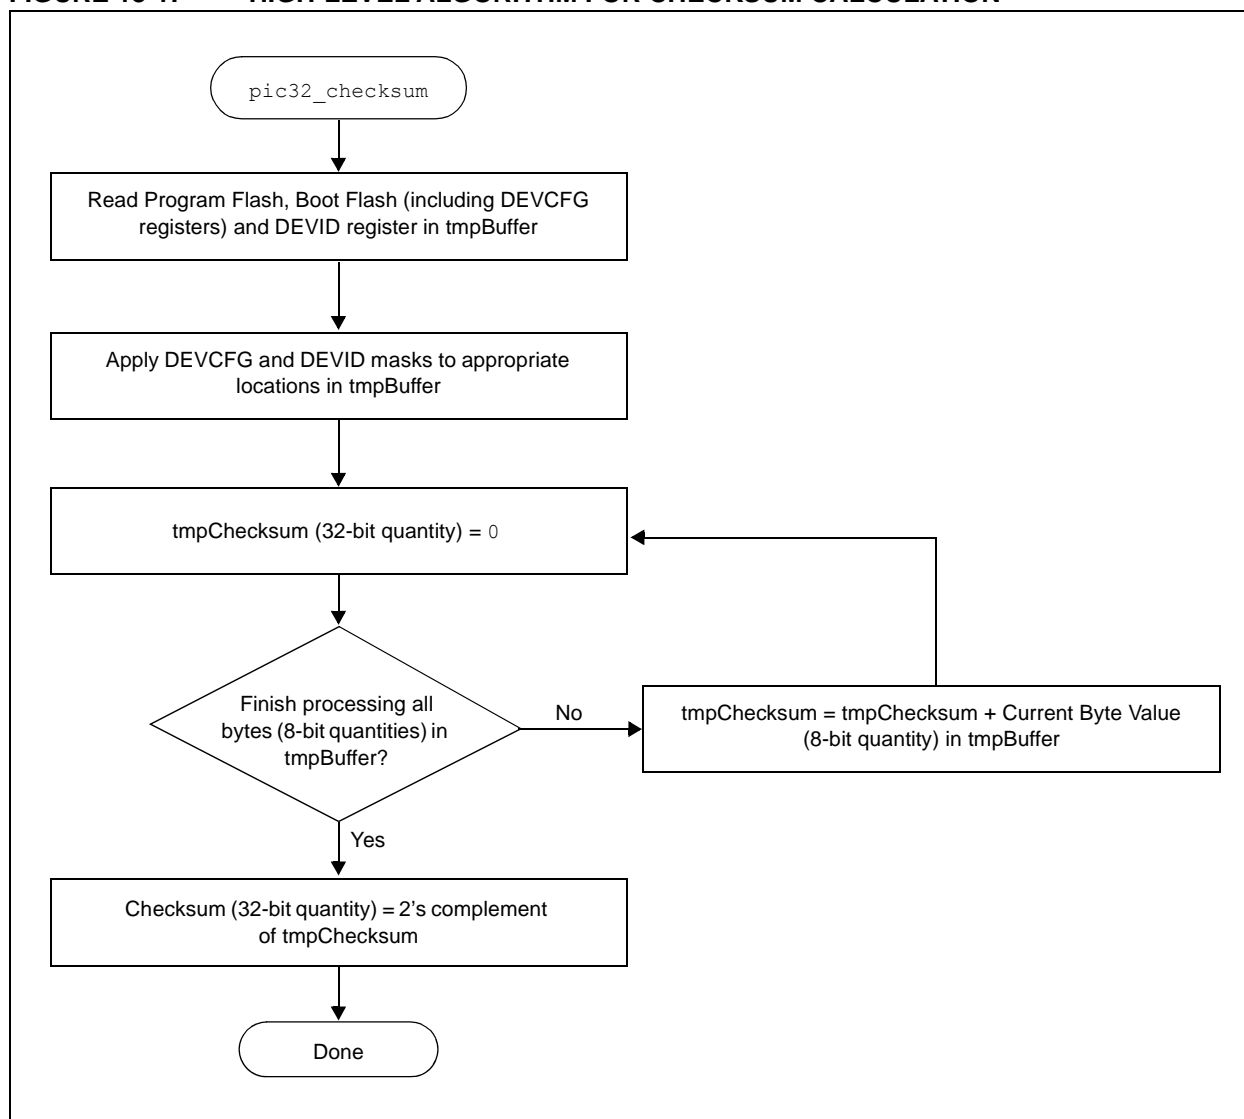 pic32_checksum
Read Program Flash, Boot Flash (including DEVCFG
registers) and DEVID register in tmpBuffer
Apply DEVCFG and DEVID masks to appropriate
locations in tmpBuffer
tmpChecksum (32-bit quantity) = 0
Finish processing all
bytes (8-bit quantities) in
tmpBuffer?
No
tmpChecksum = tmpChecksum + Current Byte Value
(8-bit quantity) in tmpBuffer
Yes
Checksum (32-bit quantity) = 2's complement
of tmpChecksum
Done